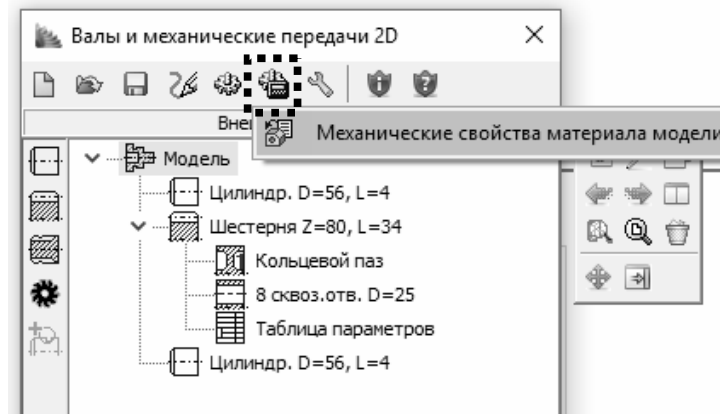 Валы и механические передачи 2D
Механические свойства материала модели
Модель
Цилиндр. D=56, L=4
Шестерня Z=80, L=34
Кольцевой паз
8 сквоз.отв. D=25
Таблица параметров
Цилиндр. D=56, L=4